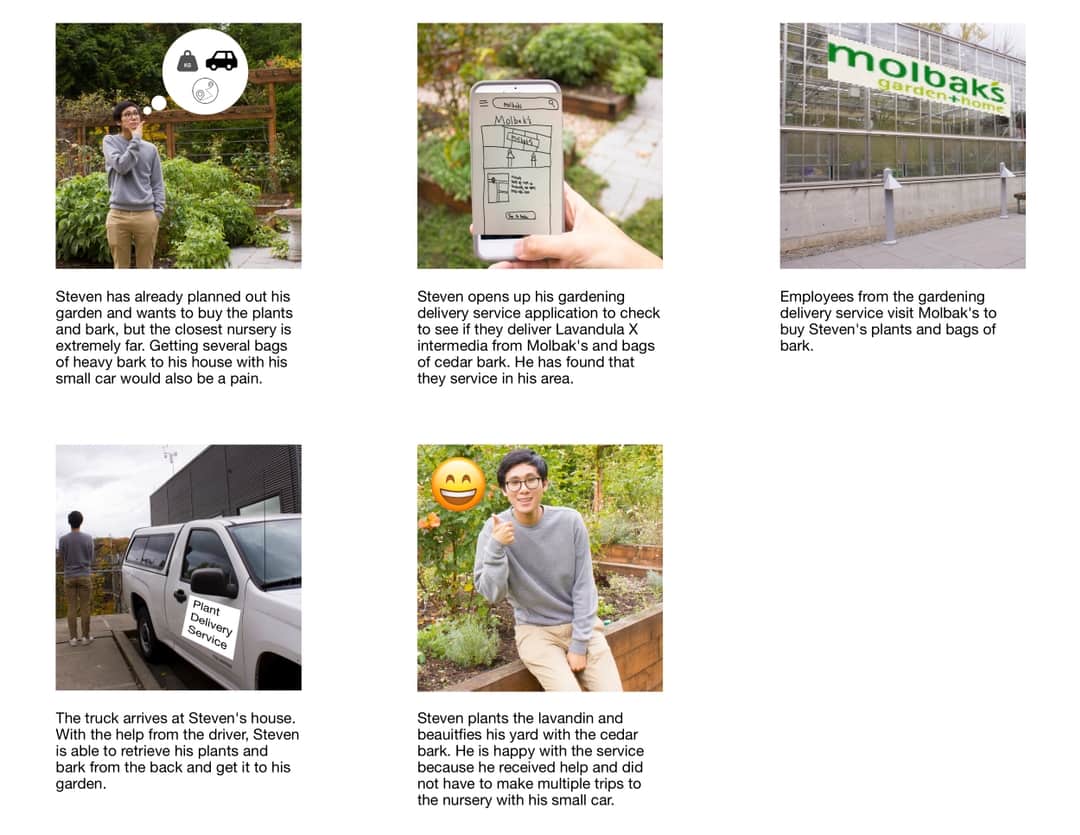 KG
molbak's
garden+home
molbaks
Molbak's
molbak's
Steven has already planned out his
garden and wants to buy the plants
and bark, but the closest nursery is
extremely far. Getting several bags
of heavy bark to his house with his
small car would also be a pain.
Steven opens up his gardening
delivery service application to check
to see if they deliver Lavandula X
intermedia from Molbak's and bags
of cedar bark. He has found that
they service in his area.
Employees from the gardening
delivery service visit Molbak's to
buy Steven's plants and bags of
bark.
Plant
Delivery
Service
The truck arrives at Steven's house.
With the help from the driver, Steven
is able to retrieve his plants and
bark from the back and get it to his
garden.
Steven plants the lavandin and
beauitfies his yard with the cedar
bark. He is happy with the service
because he received help and did
not have to make multiple trips to
the nursery with his small car.